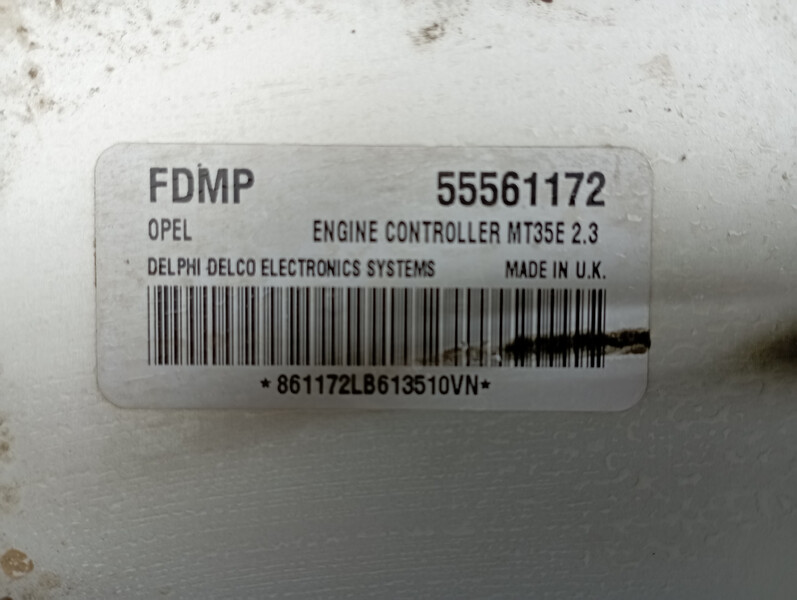 FDMP 55561172
OPEL ENGINE CONTROLLER MT35E 2.3
DELPHI DELCO ELECTRONICS SYSTEMS MADE IN U.K.
*861172LB613510VN*